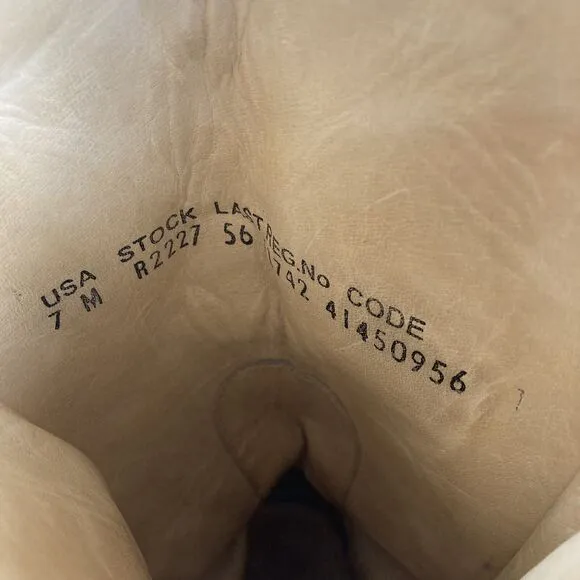 USA STOCK LAST REG.No CODE
7 M R2227 56 1742 41450956